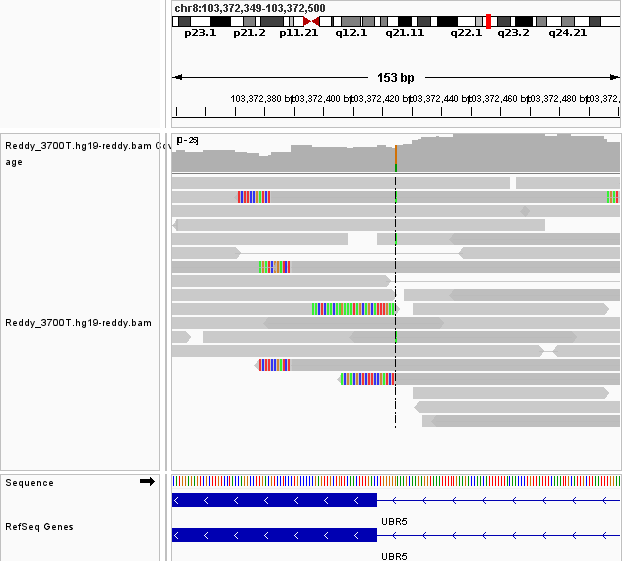 chr8:103,372,349-103,372,500
p23.1 p21.2 p11.21 q12.1 q21.11 q22.1 q23.2 q24.21
153 bp
103,372,380 bp 103,372,400 bp 103,372,420 bp 103,372,440 bp 103,372,460 bp 103,372,480 bp 103,372,
Reddy_3700T.hg19-reddy.bam Cov
age
[0 - 25]
Reddy_3700T.hg19-reddy.bam
Sequence
UBR5
RefSeq Genes
UBR5